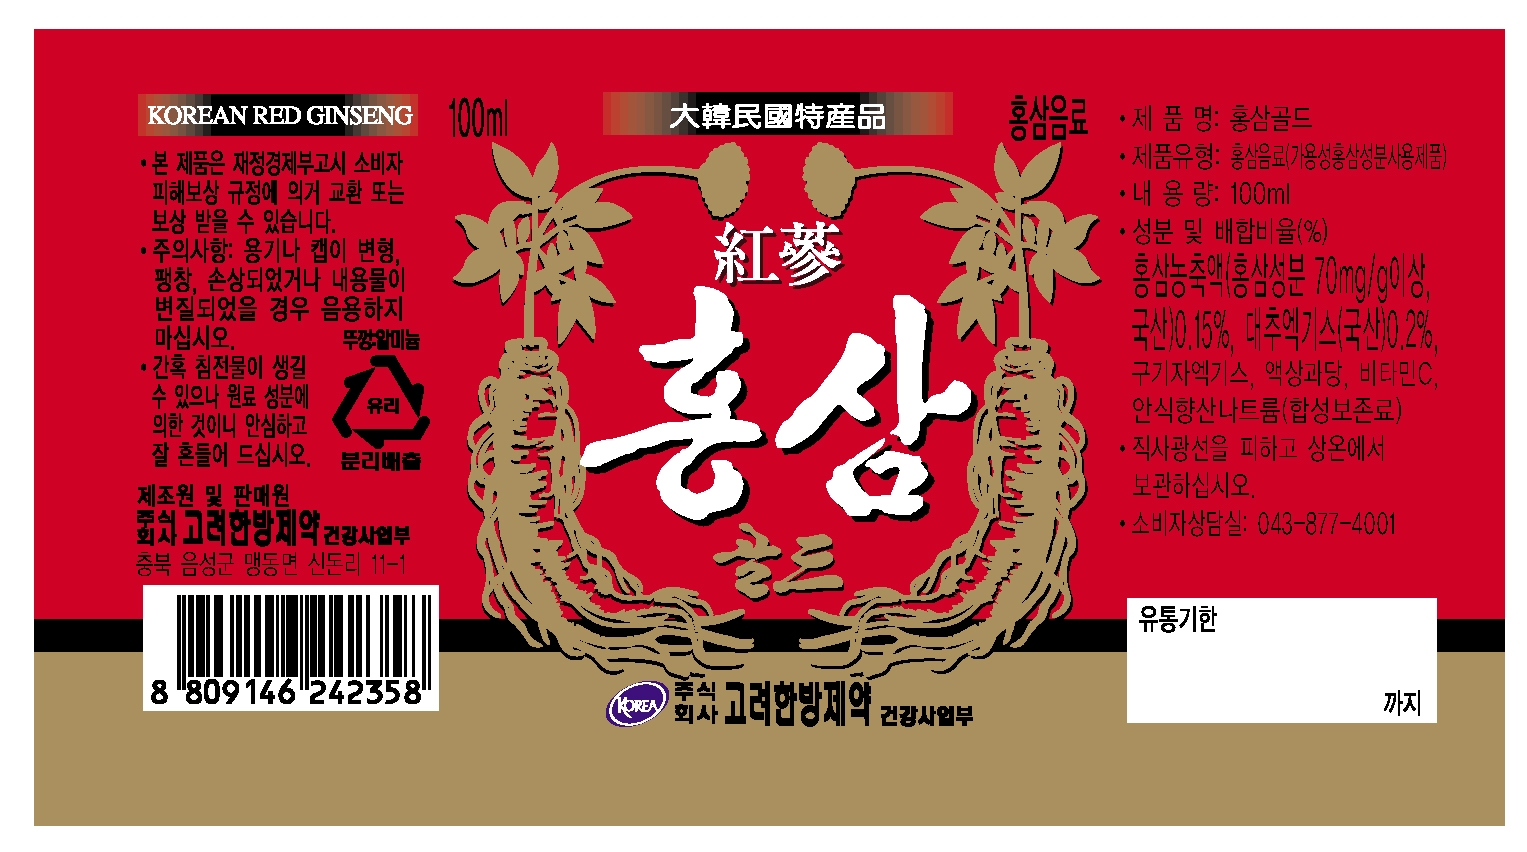 KOREAN RED GINSENG
• 본 제품은 재정경제부고시 소비자
피해보상 규정에 의거 교환 또는
보상 받을 수 있습니다.
• 주의사항: 용기나 캡이 변형,
팽창, 손상되었거나 내용물이
변질되었을 경우 음용하지
마십시오.
• 간혹 침전물이 생길
수 있으나 원료 성분에
의한 것이니 안심하고
잘 흔들어 드십시오.
뚜껑:알미늄
유리
분리배출
제조원 및 판매원
주식회사 고려한방제약 건강사업부
충북 음성군 맹동면 신돈리 11-1
8 809146 242358
100ml
大韓民國特産品
홍삼음료
紅蔘
홍삼
골드
KOREA
주식회사 고려한방제약 건강사업부
• 제 품 명: 홍삼골드
• 제품유형: 홍삼음료(가용성홍삼성분사용제품)
• 내 용 량: 100ml
• 성분 및 배합비율(%)
홍삼농축액(홍삼성분 70mg/g이상,
국산)0.15%, 대추엑기스(국산)0.2%,
구기자엑기스, 액상과당, 비타민C,
안식향산나트륨(합성보존료)
• 직사광선을 피하고 상온에서
보관하십시오.
• 소비자상담실: 043-877-4001
유통기한
까지